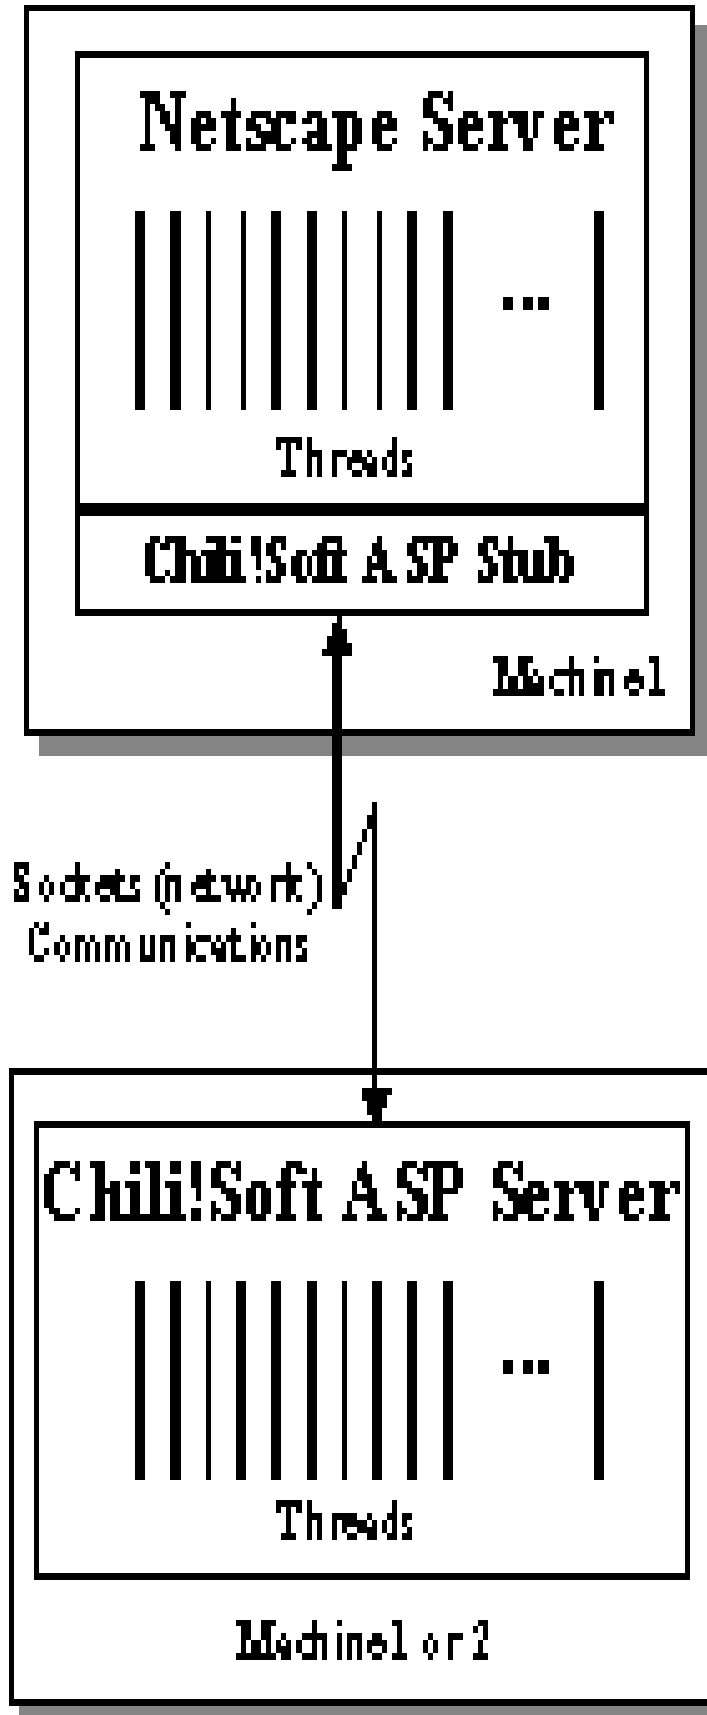 Netscape Server
...
Threads
Chili!Soft ASP Stub
Machine1
Sockets (network)
Communications
Chili!Soft ASP Server
...
Threads
Machine1 or 2